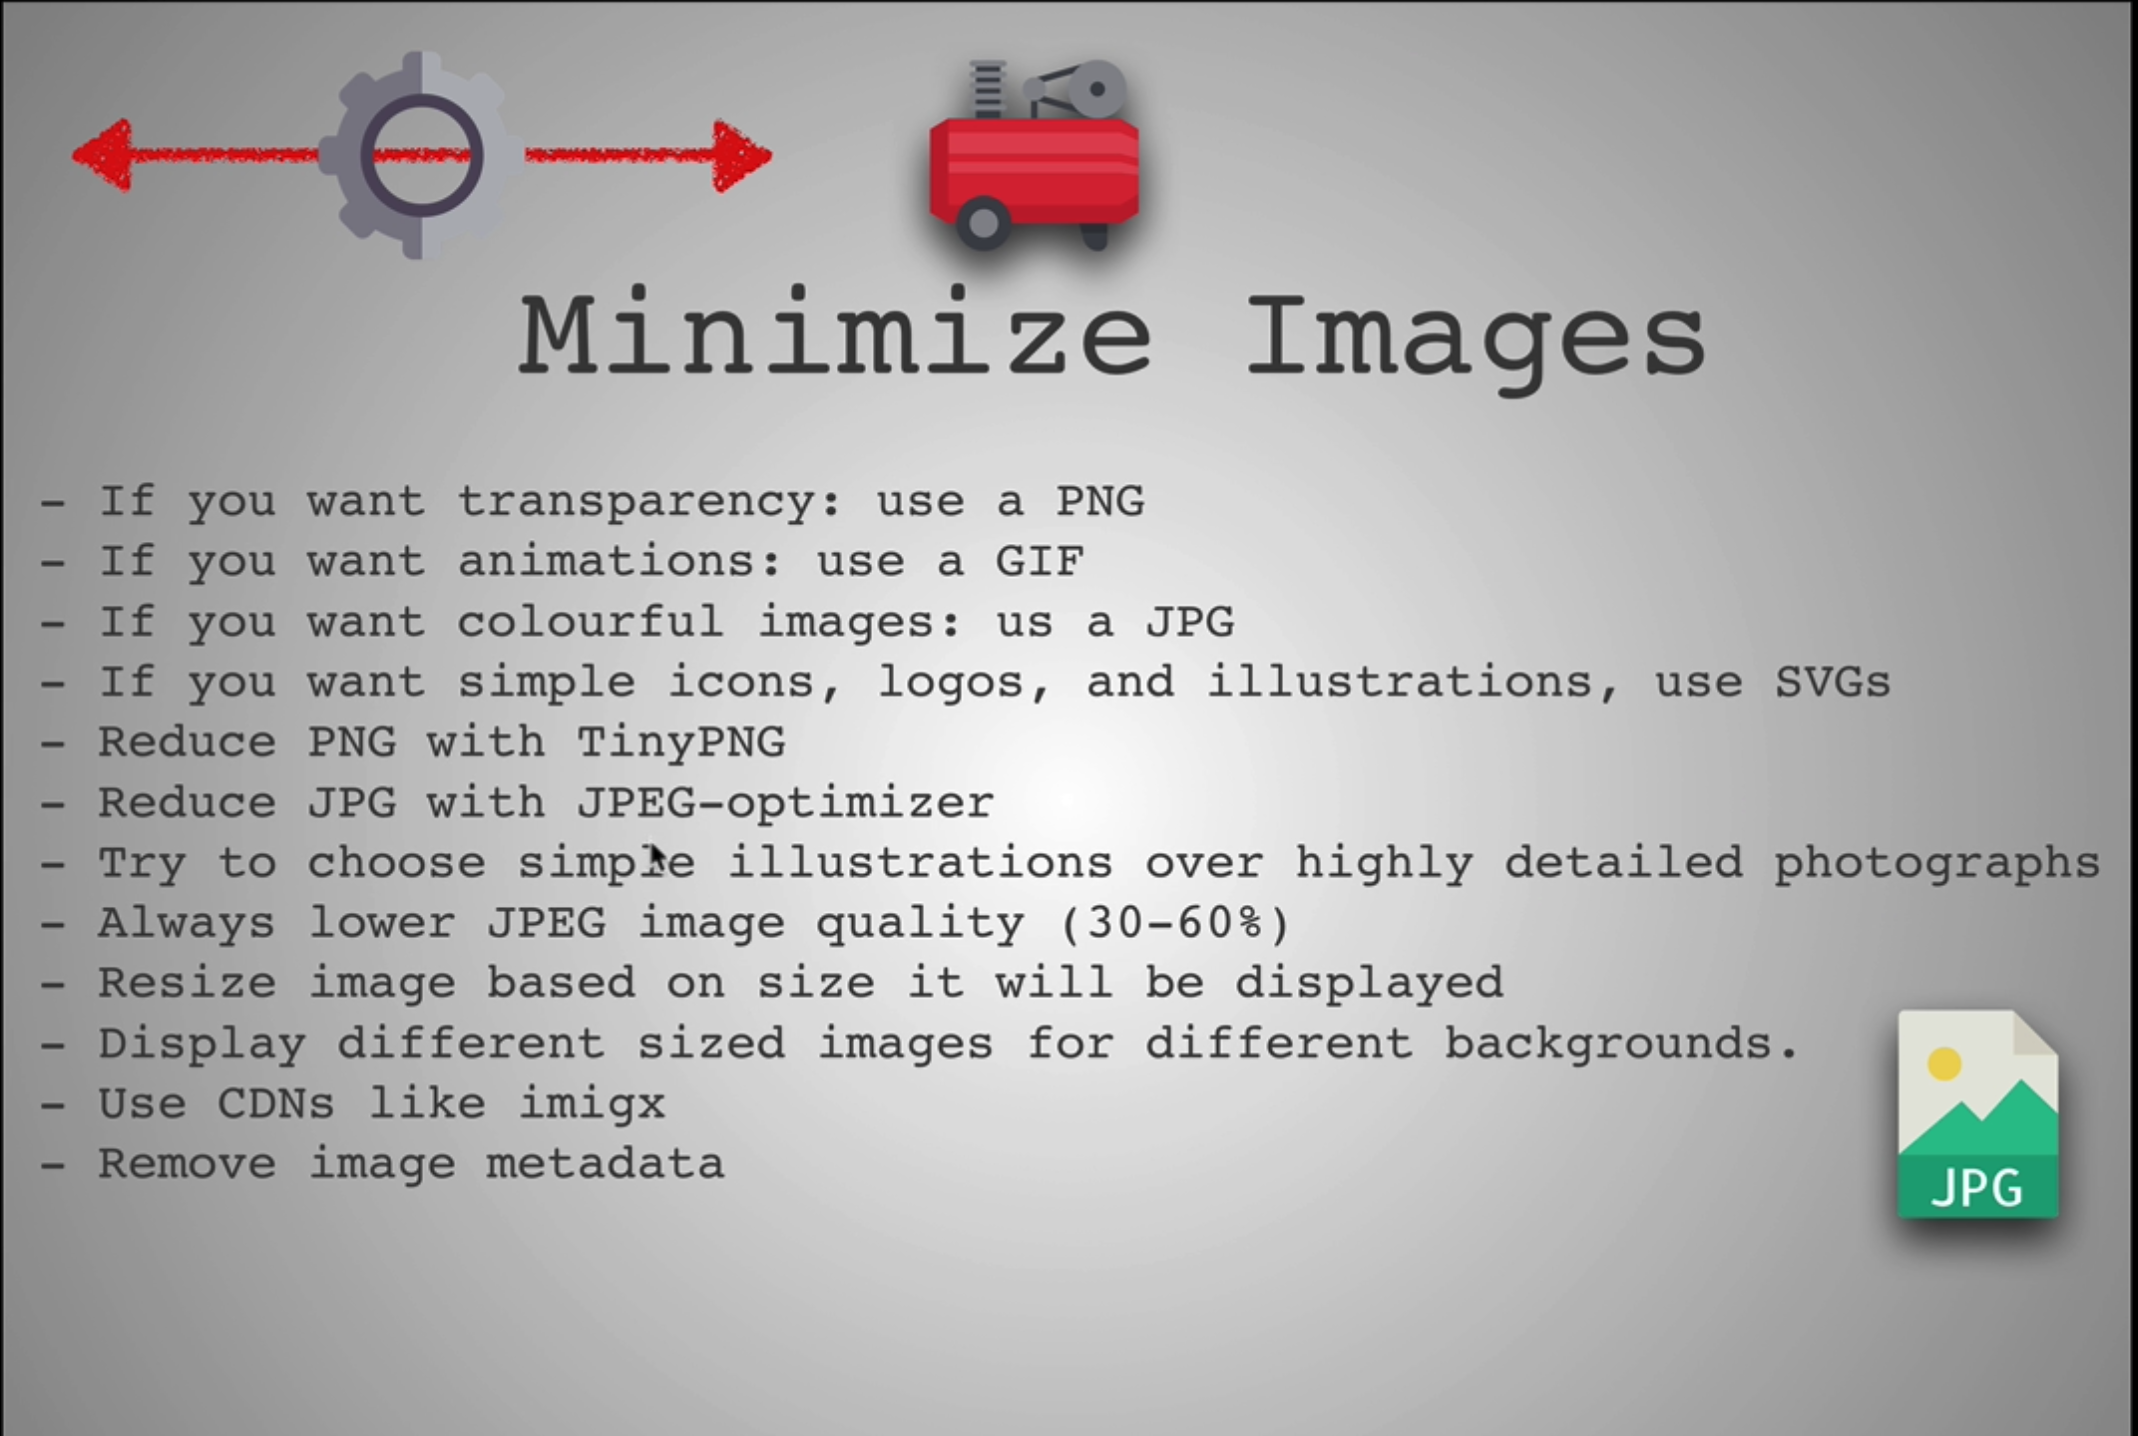 Minimize Images
- If you want transparency: use a PNG
- If you want animations: use a GIF
- If you want colourful images: us a JPG
- If you want simple icons, logos, and illustrations, use SVGs
- Reduce PNG with TinyPNG
- Reduce JPG with JPEG-optimizer
- Try to choose simple illustrations over highly detailed photographs
- Always lower JPEG image quality (30-60%)
- Resize image based on size it will be displayed
- Display different sized images for different backgrounds.
- Use CDNs like imigx
- Remove image metadata
JPG